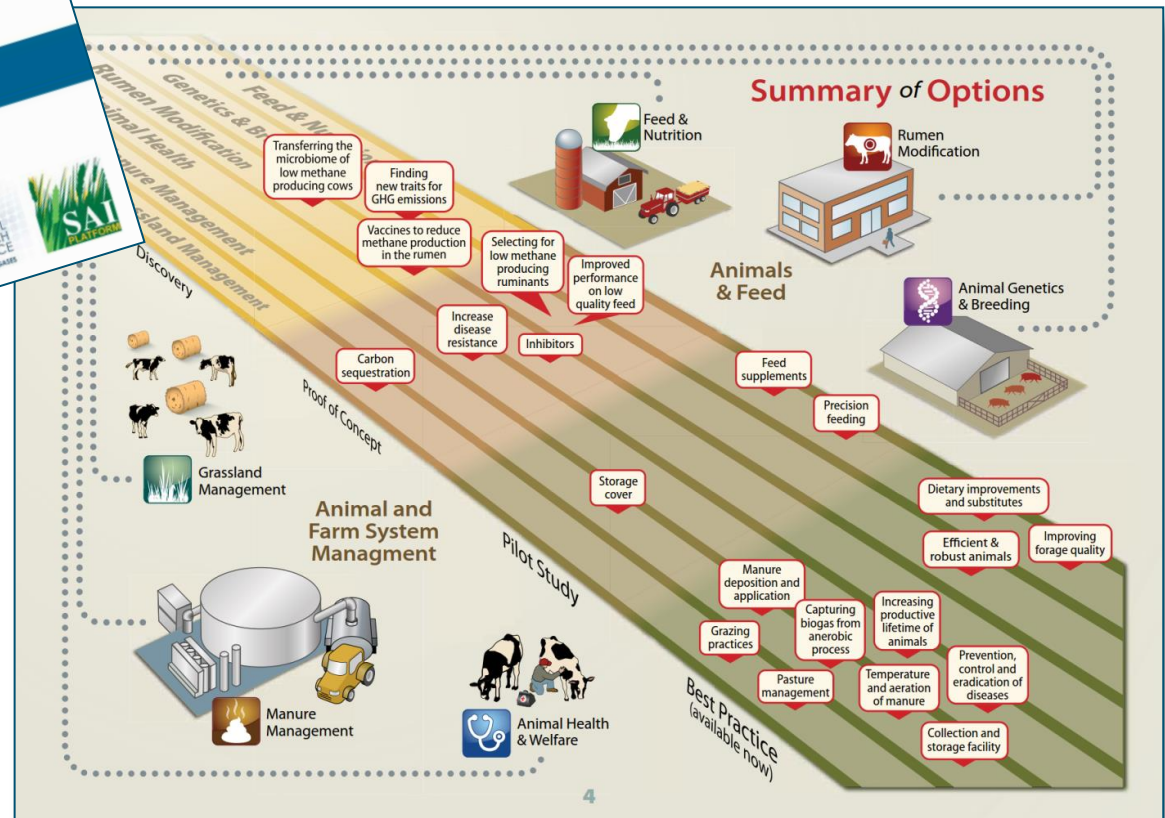 Summary of Options
Feed &
Nutrition
Rumen
Modification
Animal Genetics
& Breeding
Animals
& Feed
Feed & 
Genetics & 
Rumen Modification
Health
Management
Management
Discovery
Proof of Concept
Pilot Study
Best Practice
(available now)
Transferring the
microbiome of
low methane
producing cows
Finding
new traits for
GHG emissions
Vaccines to reduce
methane production
in the rumen
Selecting for
low methane
producing
ruminants
Improved
performance
on low
quality feed
Increase
disease
resistance
Inhibitors
Carbon
sequestration
Feed
supplements
Precision
feeding
Storage
cover
Dietary improvements
and substitutes
Efficient &
robust animals
Improving
forage quality
Manure
deposition and
application
Capturing
biogas from
anerobic
process
Increasing
productive
lifetime of
animals
Grazing
practices
Pasture
management
Temperature
and aeration
of manure
Prevention,
control and
eradication of
diseases
Collection and
storage facility
Grassland
Management
Animal and
Farm System
Managment
Manure
Management
Animal Health
& Welfare
SAI
PLATFORM
4